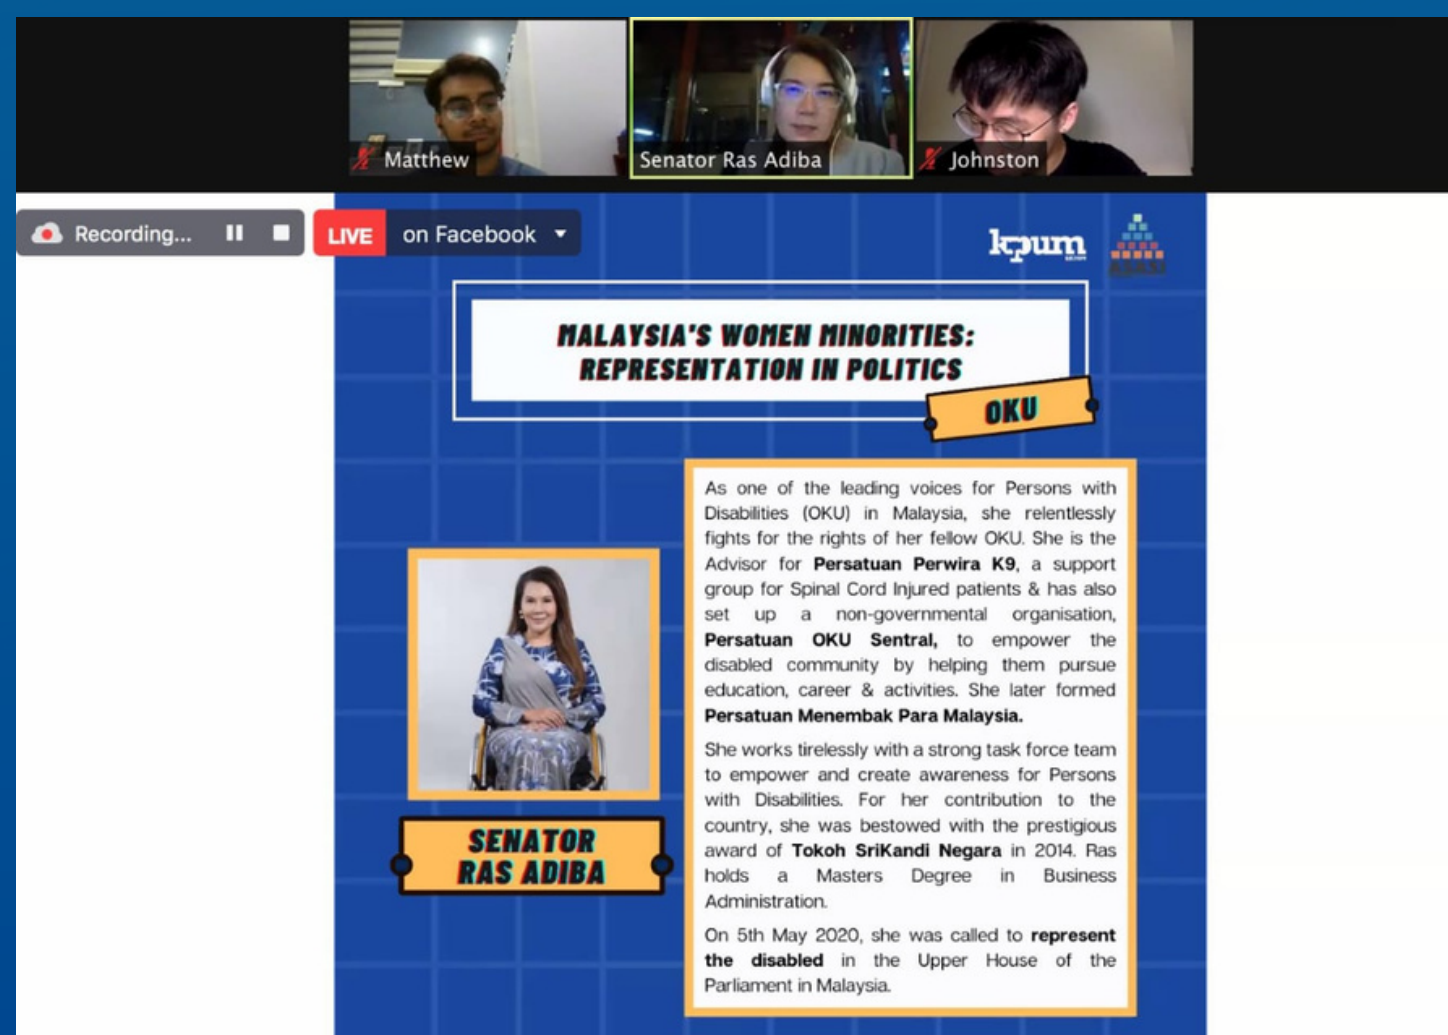 Matthew
Senator Ras Adiba
Johnston
Recording...
LIVE on Facebook
kpum
MALAYSIA'S WOMEN MINORITIES:
REPRESENTATION IN POLITICS
OKU
As one of the leading voices for Persons with
Disabilities (OKU) in Malaysia, she relentlessly
fights for the rights of her fellow OKU. She is the
Advisor for Persatuan Perwira K9, a support
group for Spinal Cord Injured patients & has also
set up a non-governmental organisation,
Persatuan OKU Sentral, to empower the
disabled community by helping them pursue
education, career & activities. She later formed
Persatuan Menembak Para Malaysia.
She works tirelessly with a strong task force team
to empower and create awareness for Persons
with Disabilities. For her contribution to the
country, she was bestowed with the prestigious
award of Tokoh SriKandi Negara in 2014. Ras
holds a Masters Degree in Business
Administration.
On 5th May 2020, she was called to represent
the disabled in the Upper House of the
Parliament in Malaysia.
SENATOR
RAS ADIBA